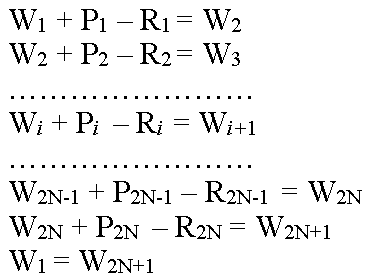 W₁ + P₁ – R₁ = W₂
W₂ + P₂ – R₂ = W₃
……………………
Wᵢ + Pᵢ – Rᵢ = Wᵢ₊₁
……………………
W₂N₋₁ + P₂N₋₁ – R₂N₋₁ = W₂N
W₂N + P₂N – R₂N = W₂N₊₁
W₁ = W₂N₊₁